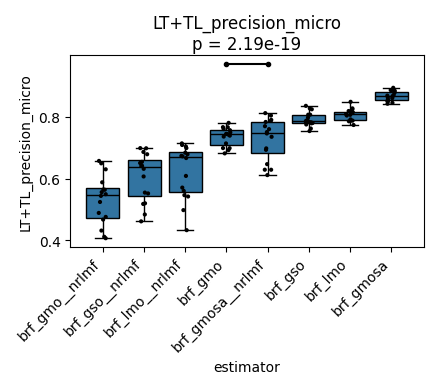 LT+TL_precision_micro
p = 2.19e-19
LT+TL_precision_micro
0.8
0.6
0.4
brf_gmo__nrlmf
brf_gso__nrlmf
brf_lmo__nrlmf
brf_gmo
brf_gmosa__nrlmf
brf_gso
brf_lmo
brf_gmosa
estimator